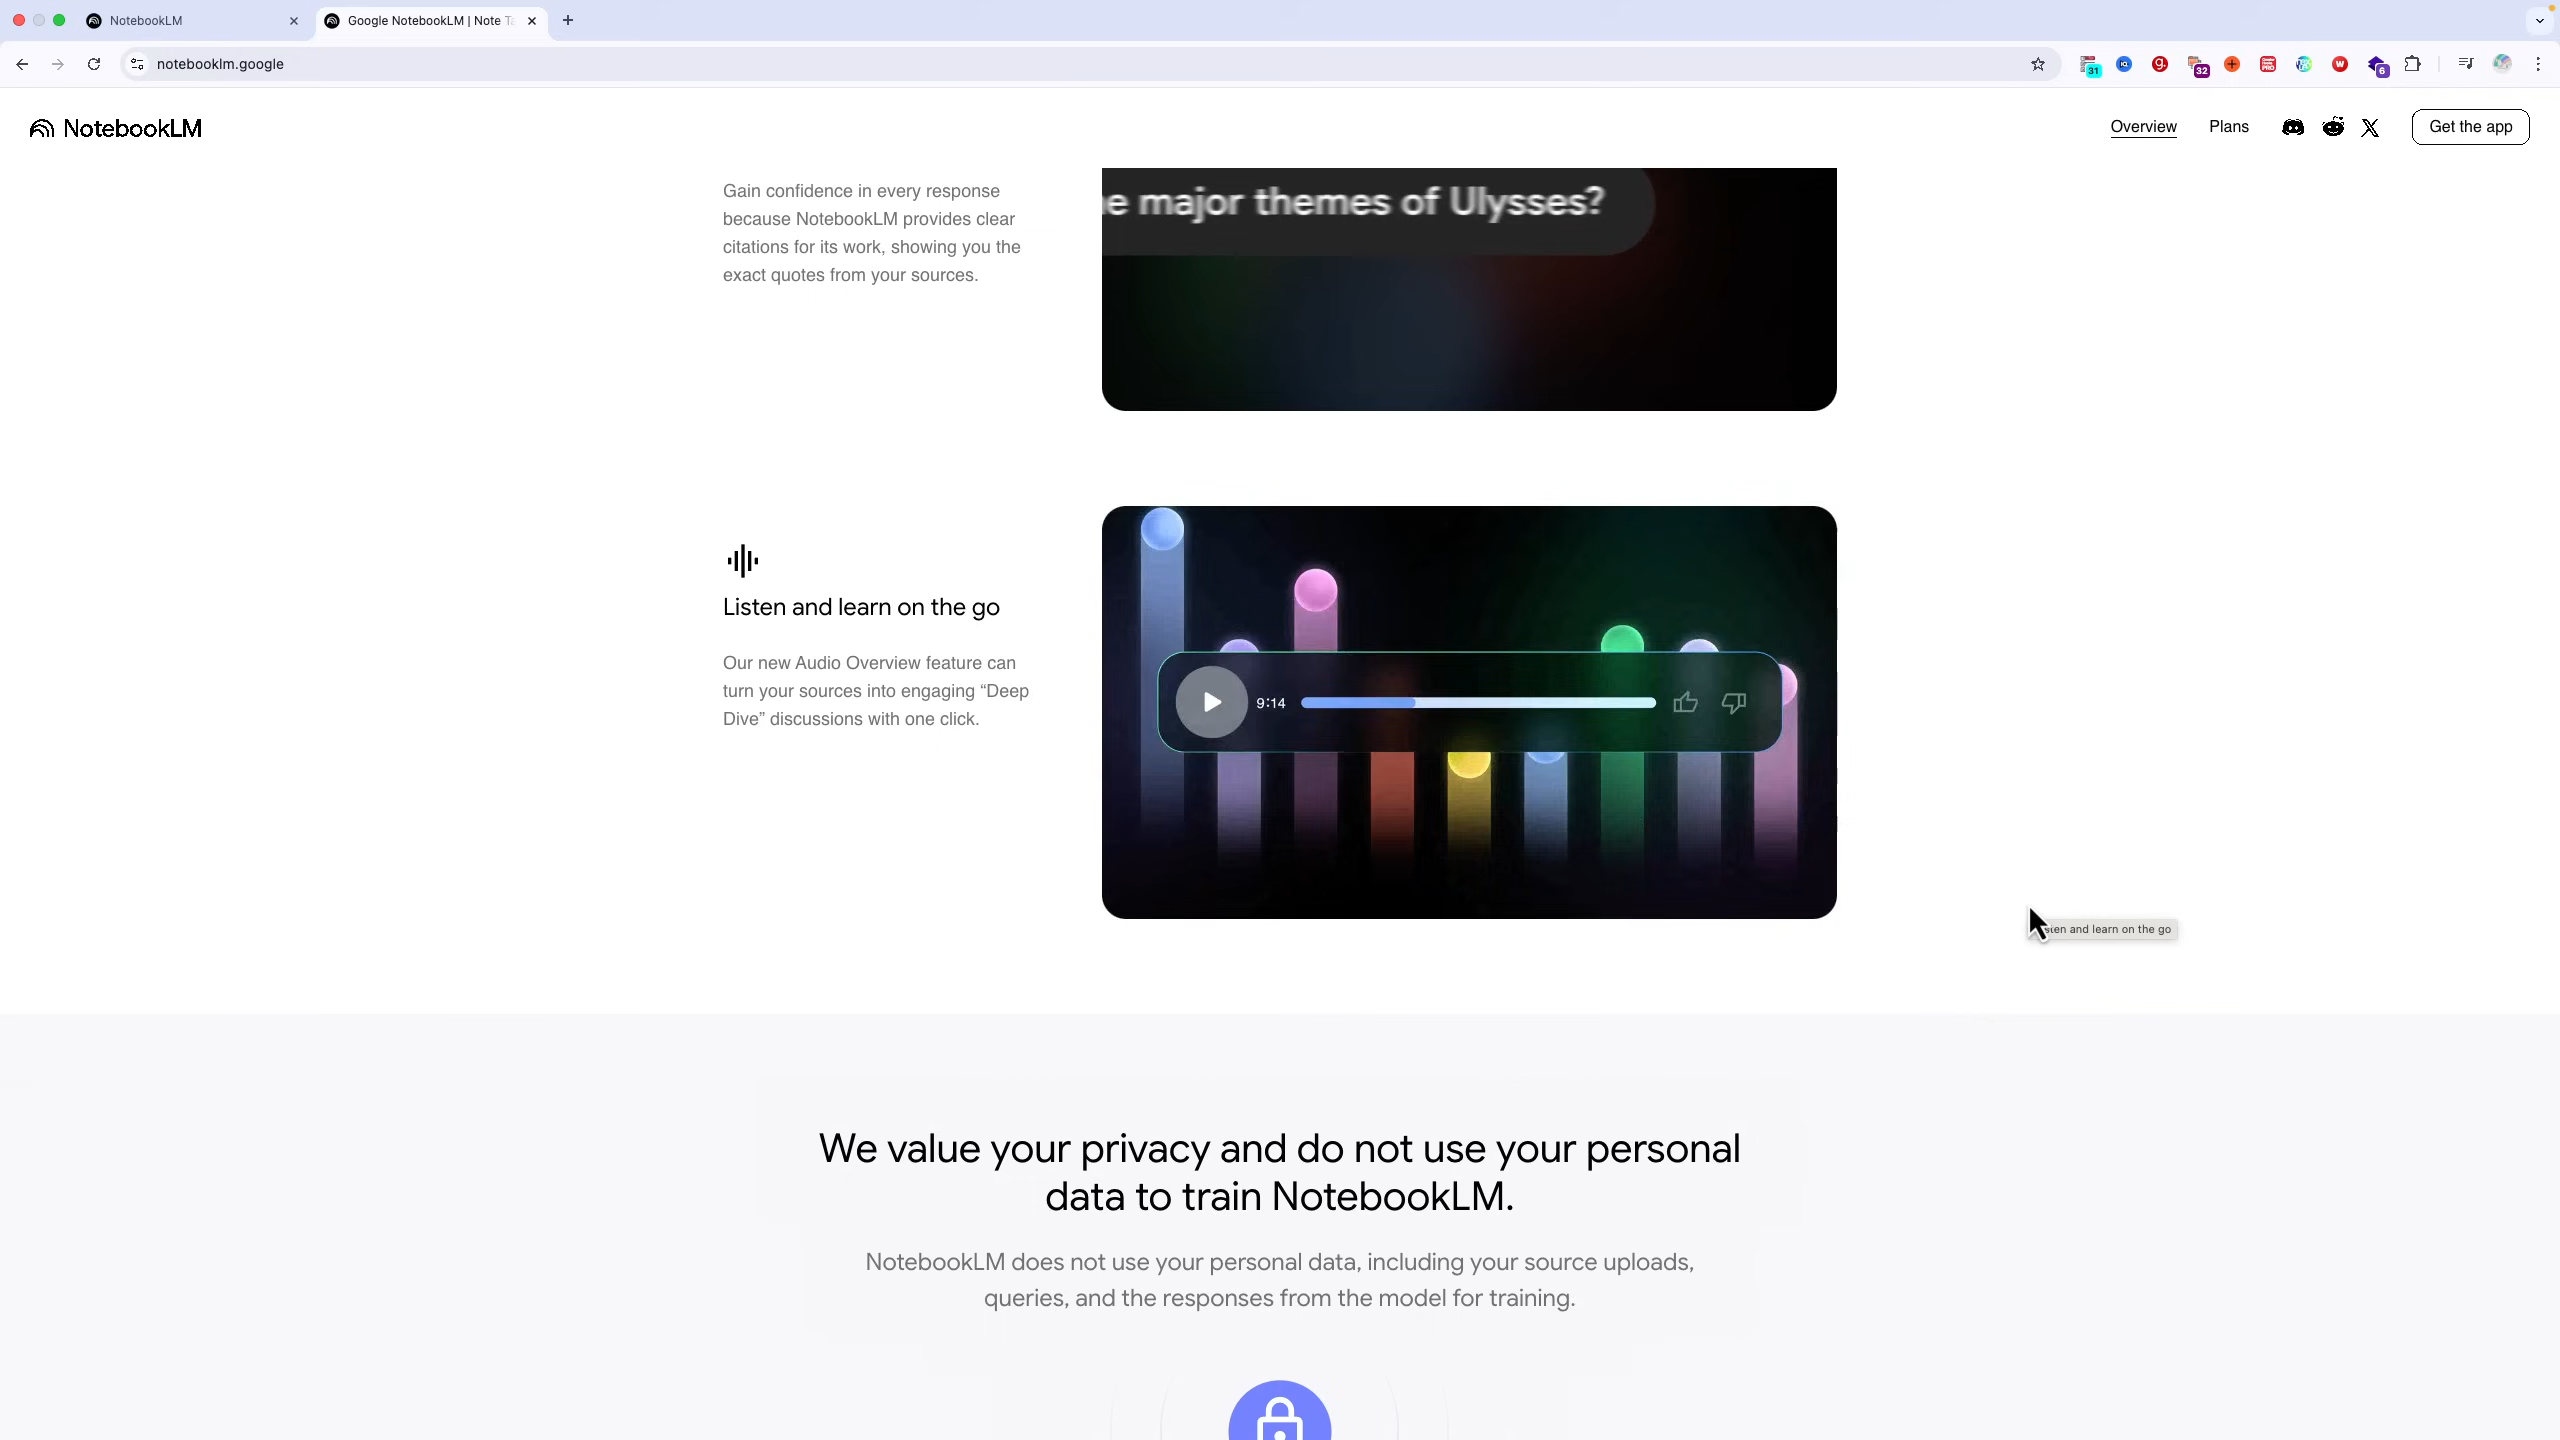 NotebookLM
Google NotebookLM | Note Ta
notebooklm.google
31
32
6
NotebookLM
Overview
Plans
Get the app
Gain confidence in every response
because NotebookLM provides clear
citations for its work, showing you the
exact quotes from your sources.
e major themes of Ulysses?
Listen and learn on the go
Our new Audio Overview feature can
turn your sources into engaging “Deep
Dive” discussions with one click.
9:14
ten and learn on the go
We value your privacy and do not use your personal
data to train NotebookLM.
NotebookLM does not use your personal data, including your source uploads,
queries, and the responses from the model for training.